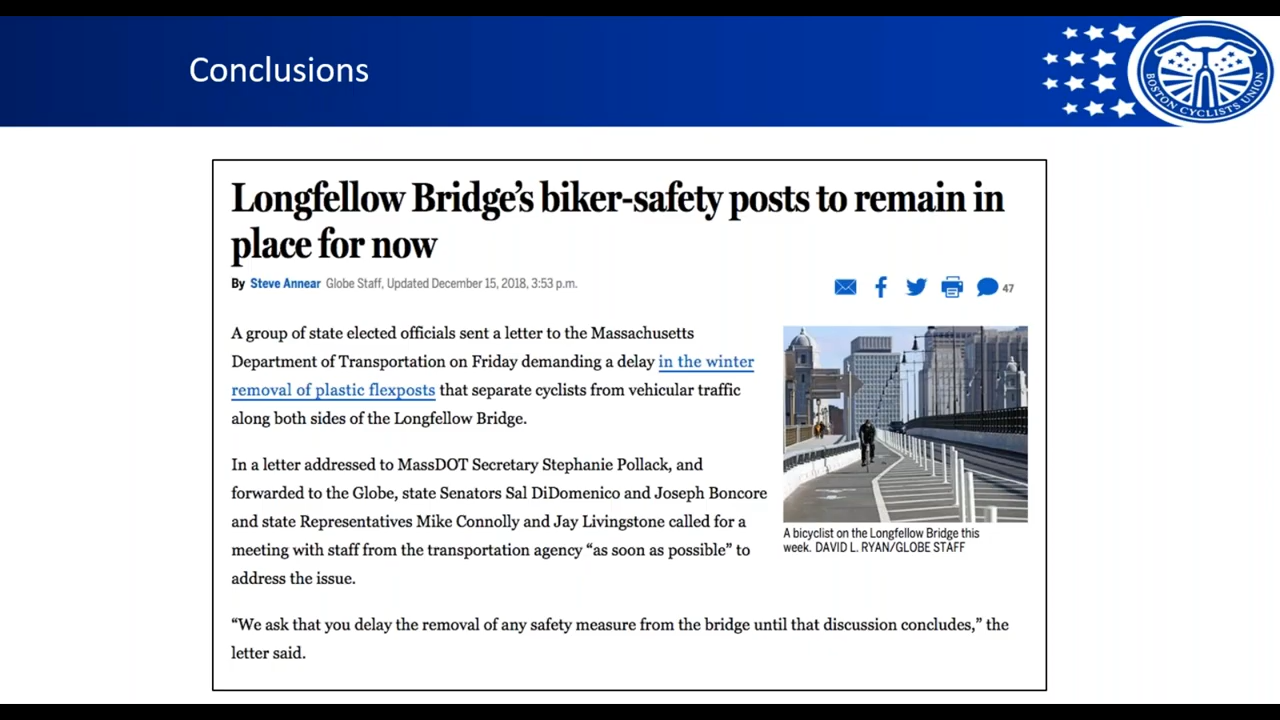 Conclusions
BOSTON CYCLISTS UNION
Longfellow Bridge’s biker-safety posts to remain in
place for now
By Steve Annear Globe Staff, Updated December 15, 2018, 3:53 p.m.
47
A group of state elected officials sent a letter to the Massachusetts
Department of Transportation on Friday demanding a delay in the winter
removal of plastic flexposts that separate cyclists from vehicular traffic
along both sides of the Longfellow Bridge.
In a letter addressed to MassDOT Secretary Stephanie Pollack, and
forwarded to the Globe, state Senators Sal DiDomenico and Joseph Boncore
and state Representatives Mike Connolly and Jay Livingstone called for a
meeting with staff from the transportation agency “as soon as possible” to
address the issue.
A bicyclist on the Longfellow Bridge this
week. DAVID L. RYAN/GLOBE STAFF
“We ask that you delay the removal of any safety measure from the bridge until that discussion concludes,” the
letter said.